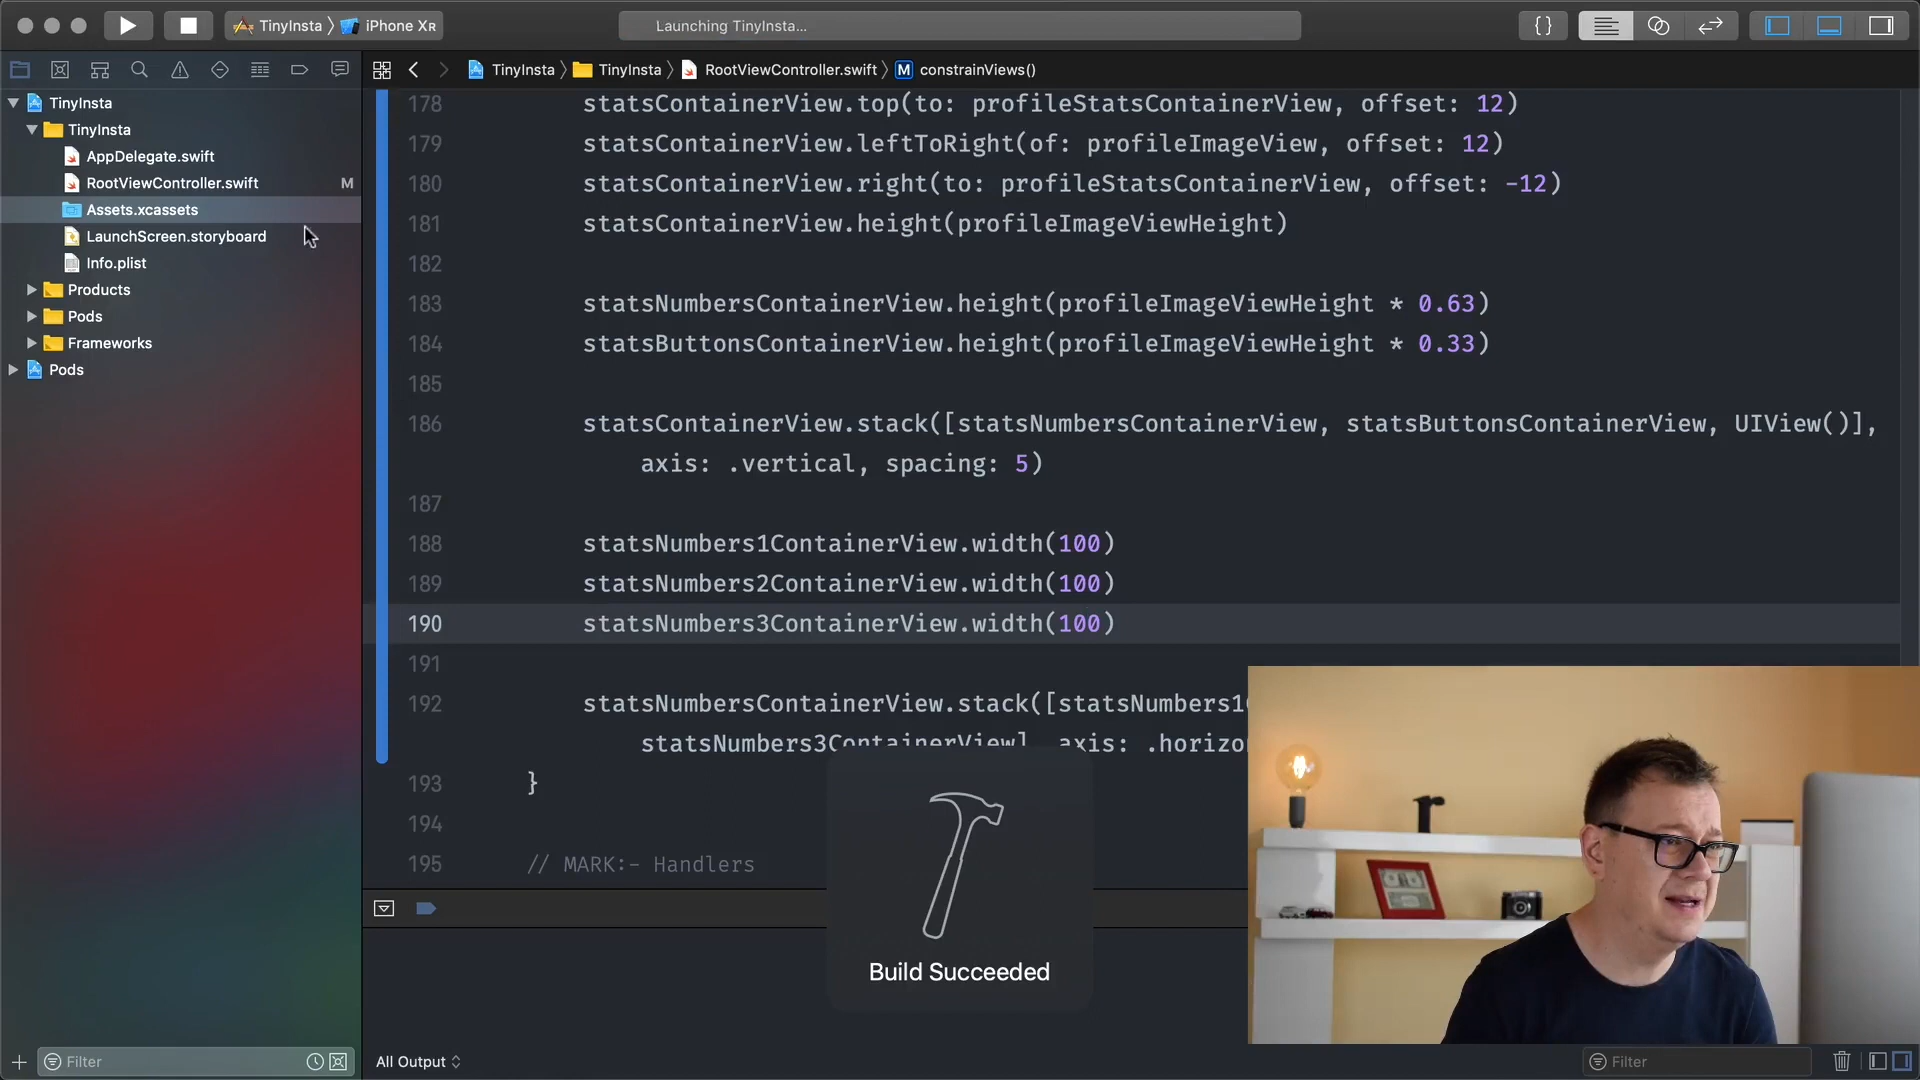 TinyInsta
iPhone XR
Launching TinyInsta...
{}
TinyInsta
TinyInsta
RootViewController.swift
M
constrainViews()
TinyInsta
TinyInsta
AppDelegate.swift
RootViewController.swift
M
Assets.xcassets
LaunchScreen.storyboard
Info.plist
Products
Pods
Frameworks
Pods
178 statsContainerView.top(to: profileStatsContainerView, offset: 12)
179 statsContainerView.leftToRight(of: profileImageView, offset: 12)
180 statsContainerView.right(to: profileStatsContainerView, offset: -12)
181 statsContainerView.height(profileImageViewHeight)
182
183 statsNumbersContainerView.height(profileImageViewHeight * 0.63)
184 statsButtonsContainerView.height(profileImageViewHeight * 0.33)
185
186 statsContainerView.stack([statsNumbersContainerView, statsButtonsContainerView, UIView()],
axis: .vertical, spacing: 5)
187
188 statsNumbers1ContainerView.width(100)
189 statsNumbers2ContainerView.width(100)
190 statsNumbers3ContainerView.width(100)
191
192 statsNumbersContainerView.stack([statsNumbers1
statsNumbers3ContainerView], axis: .horizo
193 }
194
195 // MARK:- Handlers
Build Succeeded
Filter
All Output
Filter